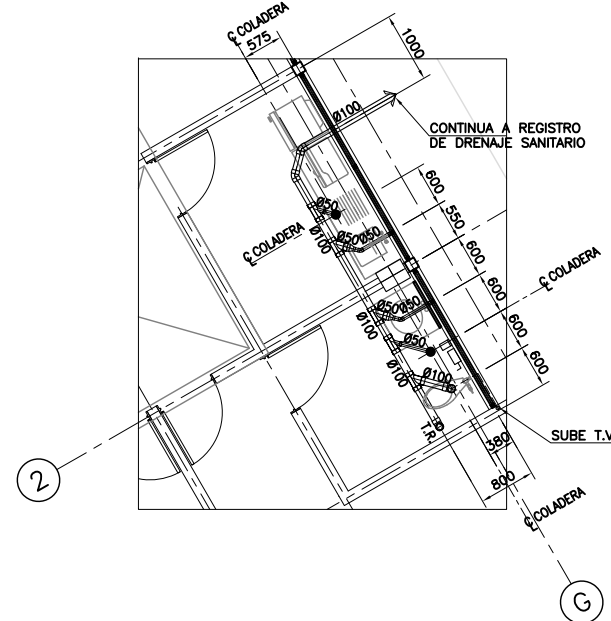 ℄ COLADERA
575
1000
Ø100
CONTINUA A REGISTRO
DE DRENAJE SANITARIO
600
550
600
600
600
600
Ø50
Ø100
Ø50
Ø50
℄ COLADERA
℄ COLADERA
Ø50
Ø50
Ø100
Ø50
Ø100
Ø100
T.R.
SUBE T.V
380
800
℄ COLADERA
2
G